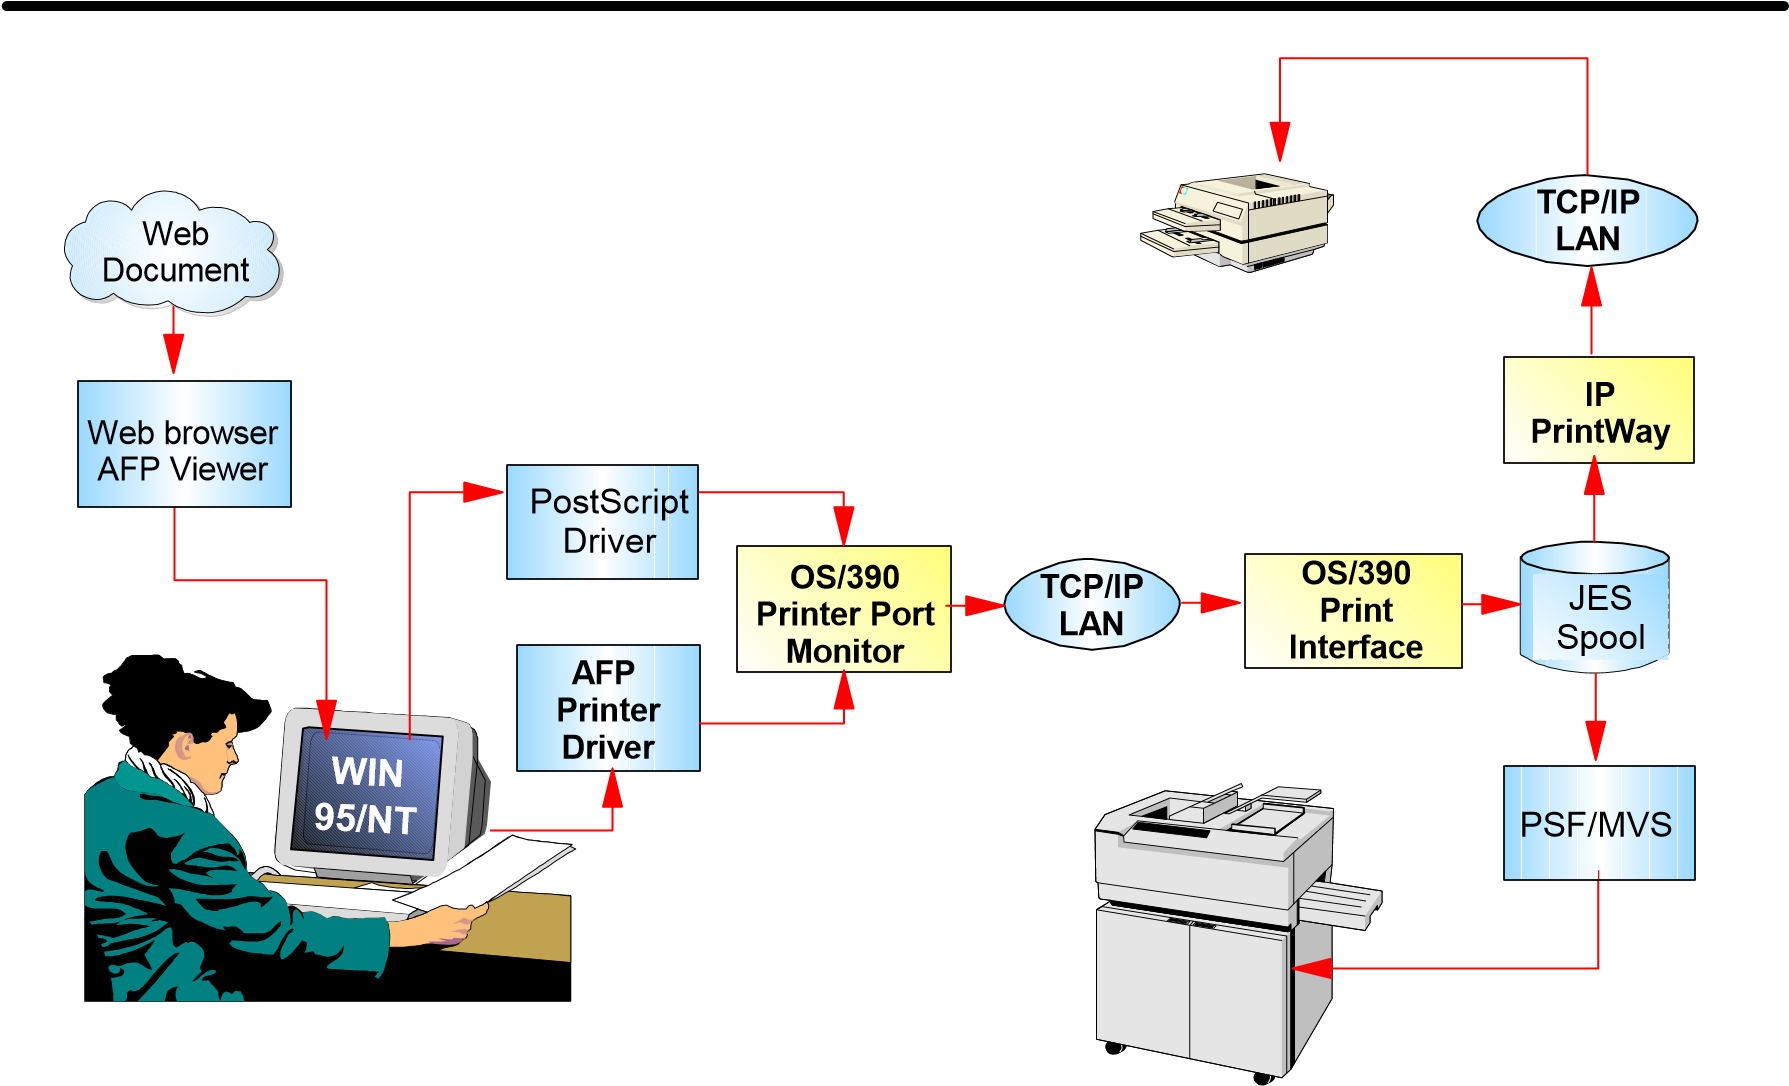 Web
Document
Web browser
AFP Viewer
WIN
95/NT
PostScript
Driver
AFP
Printer
Driver
OS/390
Printer Port
Monitor
TCP/IP
LAN
OS/390
Print
Interface
JES
Spool
IP
PrintWay
TCP/IP
LAN
PSF/MVS